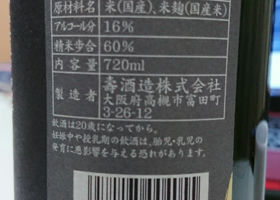 原材料名 米(国産)、米麹(国産米)
アルコール分 16%
精米歩合 60%
内容量 720ml
製造者 壽酒造株式会社
大阪府高槻市富田町
3-26-12
飲酒は20歳になってから。
妊娠中や授乳期の飲酒は、胎児・乳児の
発育に悪影響を与える恐れがあります。